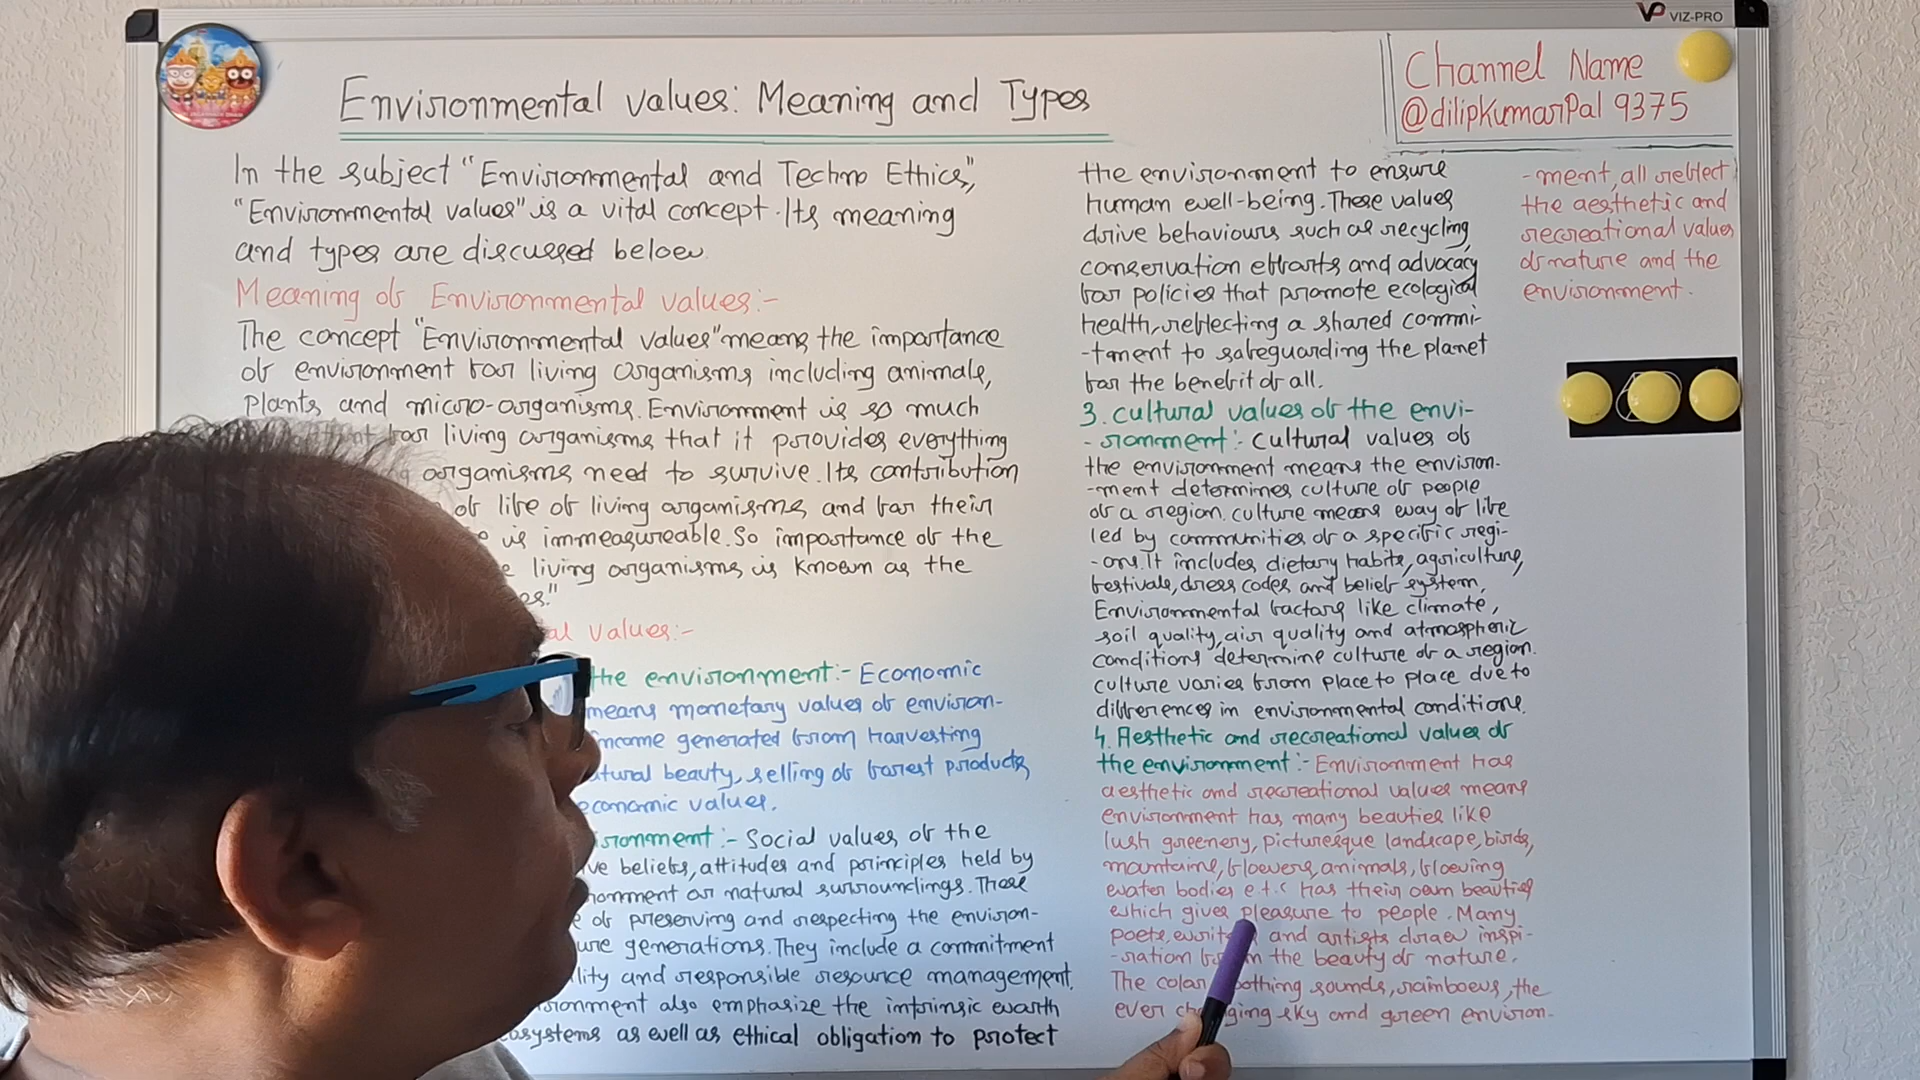 VP VIZ-PRO
Environmental values: Meaning and Types
Channel Name
@dilipkumarPal 9375
In the subject "Environmental and Techno Ethics,"
"Environmental values" is a vital concept. Its meaning
and types are discussed below.
Meaning of Environmental values:-
The concept "Environmental values" means the importance
of environment for living organisms including animals,
Plants and micro-organisms. Environment is so much
for living organisms that it provides everything
organisms need to survive. Its contribution
of life of living organisms and for their
is immeasureable. So importance of the
living organisms is known as the
values:-
the environment:- Economic
means monetary values of environ-
income generated from harvesting
beauty, selling of forest products
economic values.
:- Social values of the
beliefs, attitudes and principles held by
or natural surroundings. These
of preserving and respecting the environ-
generations. They include a commitment
and responsible resource management.
also emphasize the intrinsic worth
as well as ethical obligation to protect
the environment to ensure
human well-being. These values
drive behaviours such as recycling,
conservation efforts and advocacy
for policies that promote ecological
health, reflecting a shared commi-
-tment to safeguarding the planet
for the benefit of all.
3. Cultural values of the envi-
-ronment:- Cultural values of
the environment means the environ-
-ment determines culture of people
of a region. Culture means way of life
led by communities of a specific regi-
-ons. It includes dietary habits, agriculture,
festivals, dress codes and belief system.
Environmental factors like climate,
soil quality, air quality and atmospheric
conditions determine culture of a region.
Culture varies from place to place due to
differences in environmental conditions.
4. Aesthetic and recreational values of
the environment:- Environment has
aesthetic and recreational values means
environment has many beauties like
lush greenery, picturesque landscape, birds,
mountains, flowers, animals, flowing
water bodies e.t.c has their own beauties
which gives pleasure to people. Many
poets, and artists draw inspi-
-ration the beauty of nature.
The sounds, rainbows, the
ever sky and green environ-
-ment, all reflect
the aesthetic and
recreational values
of nature and the
environment.